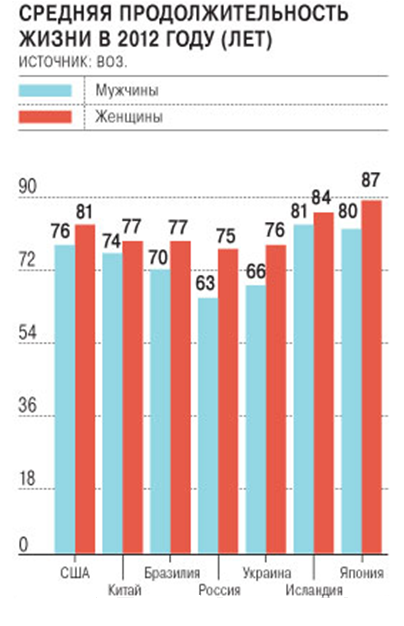 СРЕДНЯЯ ПРОДОЛЖИТЕЛЬНОСТЬ
ЖИЗНИ В 2012 ГОДУ (ЛЕТ)
ИСТОЧНИК: ВОЗ.
Мужчины
Женщины
90
72
54
36
18
0
76 81
74 77
70 77
63 75
66 76
81 84
80 87
США
Китай
Бразилия
Россия
Украина
Исландия
Япония